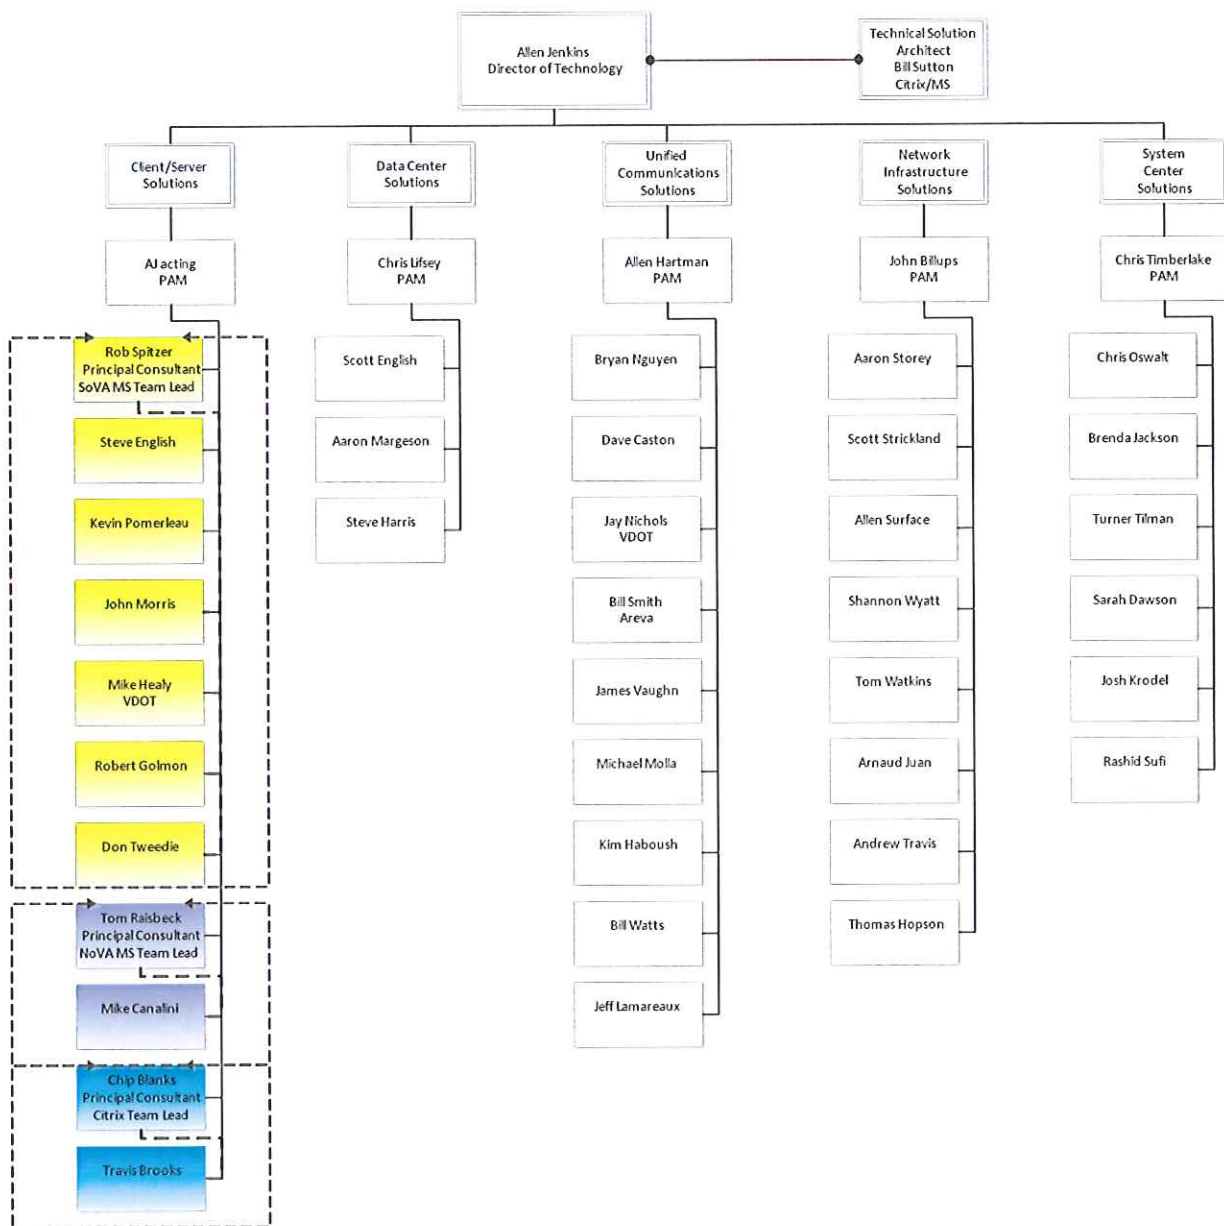 Allen Jenkins
Director of Technology
Technical Solution
Architect
Bill Sutton
Citrix/MS
Client/Server
Solutions
Data Center
Solutions
Unified
Communications
Solutions
Network
Infrastructure
Solutions
System
Center
Solutions
AJ acting
PAM
Chris Lifsey
PAM
Allen Hartman
PAM
John Billups
PAM
Chris Timberlake
PAM
Rob Spitzer
Principal Consultant
SoVA MS Team Lead
Steve English
Kevin Pomerleau
John Morris
Mike Healy
VDOT
Robert Golmon
Don Tweedie
Tom Raisbeck
Principal Consultant
NoVA MS Team Lead
Mike Canalini
Chip Blanks
Principal Consultant
Citrix Team Lead
Travis Brooks
Scott English
Aaron Margeson
Steve Harris
Bryan Nguyen
Dave Caston
Jay Nichols
VDOT
Bill Smith
Areva
James Vaughn
Michael Molla
Kim Haboush
Bill Watts
Jeff Lamareaux
Aaron Storey
Scott Strickland
Allen Surface
Shannon Wyatt
Tom Watkins
Arnaud Juan
Andrew Travis
Thomas Hopson
Chris Oswalt
Brenda Jackson
Turner Tilman
Sarah Dawson
Josh Krodel
Rashid Sufi